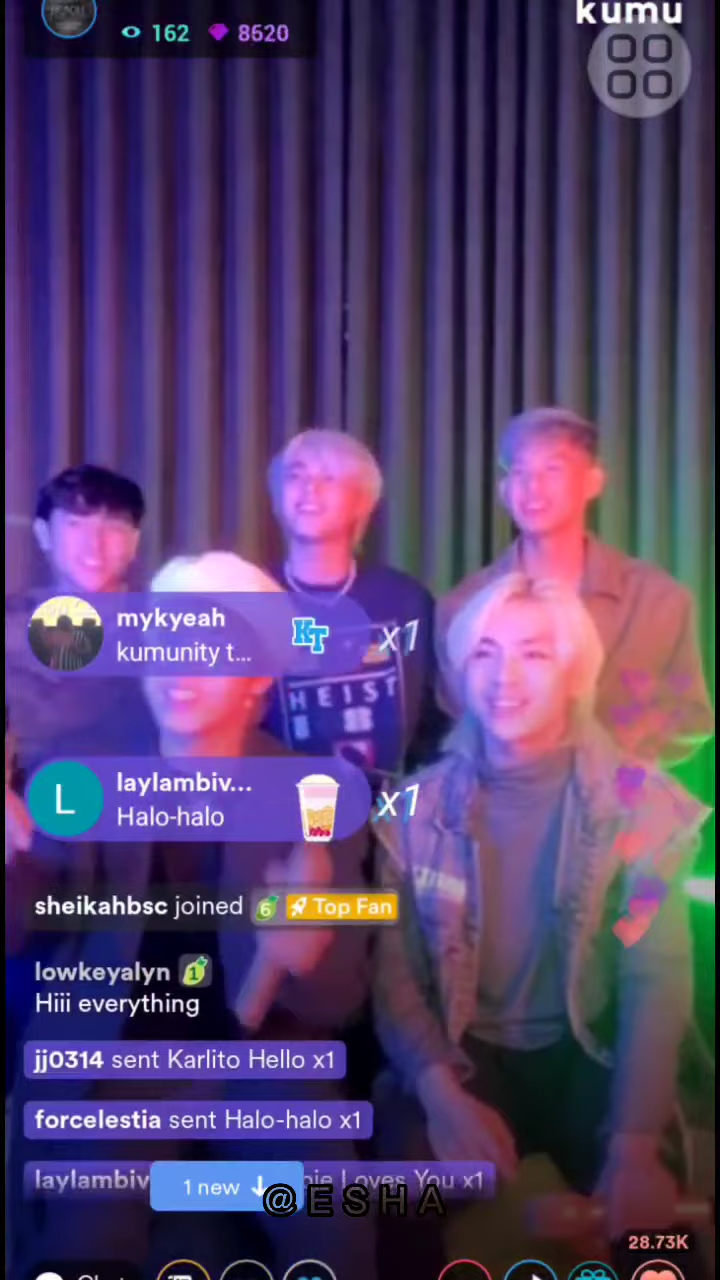 kumu
162 8620
mykyeah
kumunity t...
KT x1
HEIST
laylambiv...
L
Halo-halo
x1
sheikahbsc joined 6 Top Fan
lowkeyalyn 1
Hiii everything
jj0314 sent Karlito Hello x1
forcelestia sent Halo-halo x1
laylambiv
1 new
Loves You x1
@ESHA
28.73K